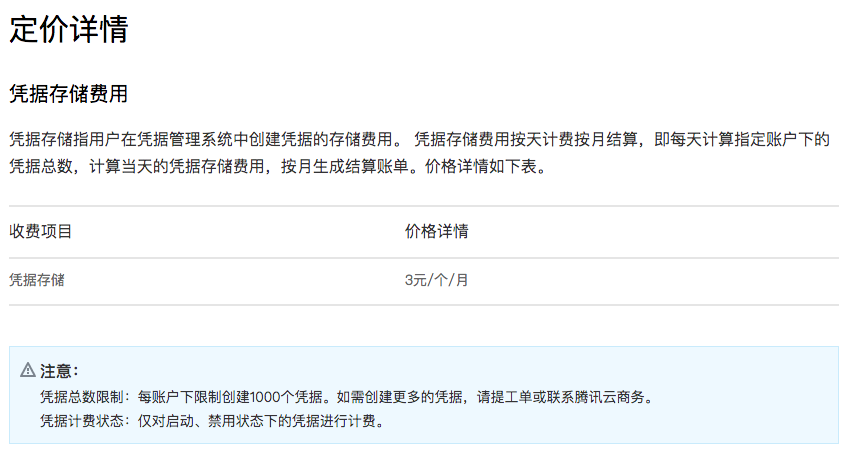 定价详情
凭据存储费用
凭据存储指用户在凭据管理系统中创建凭据的存储费用。 凭据存储费用按天计费按月结算，即每天计算指定账户下的
凭据总数，计算当天的凭据存储费用，按月生成结算账单。价格详情如下表。
收费项目 价格详情
凭据存储 3元/个/月
注意：
凭据总数限制：每账户下限制创建1000个凭据。如需创建更多的凭据，请提工单或联系腾讯云商务。
凭据计费状态：仅对启动、禁用状态下的凭据进行计费。